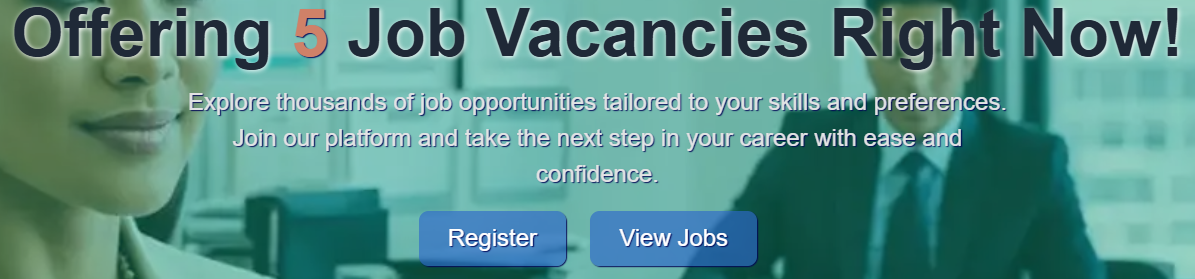 Offering 5 Job Vacancies Right Now!
Explore thousands of job opportunities tailored to your skills and preferences.
Join our platform and take the next step in your career with ease and
confidence.
Register
View Jobs